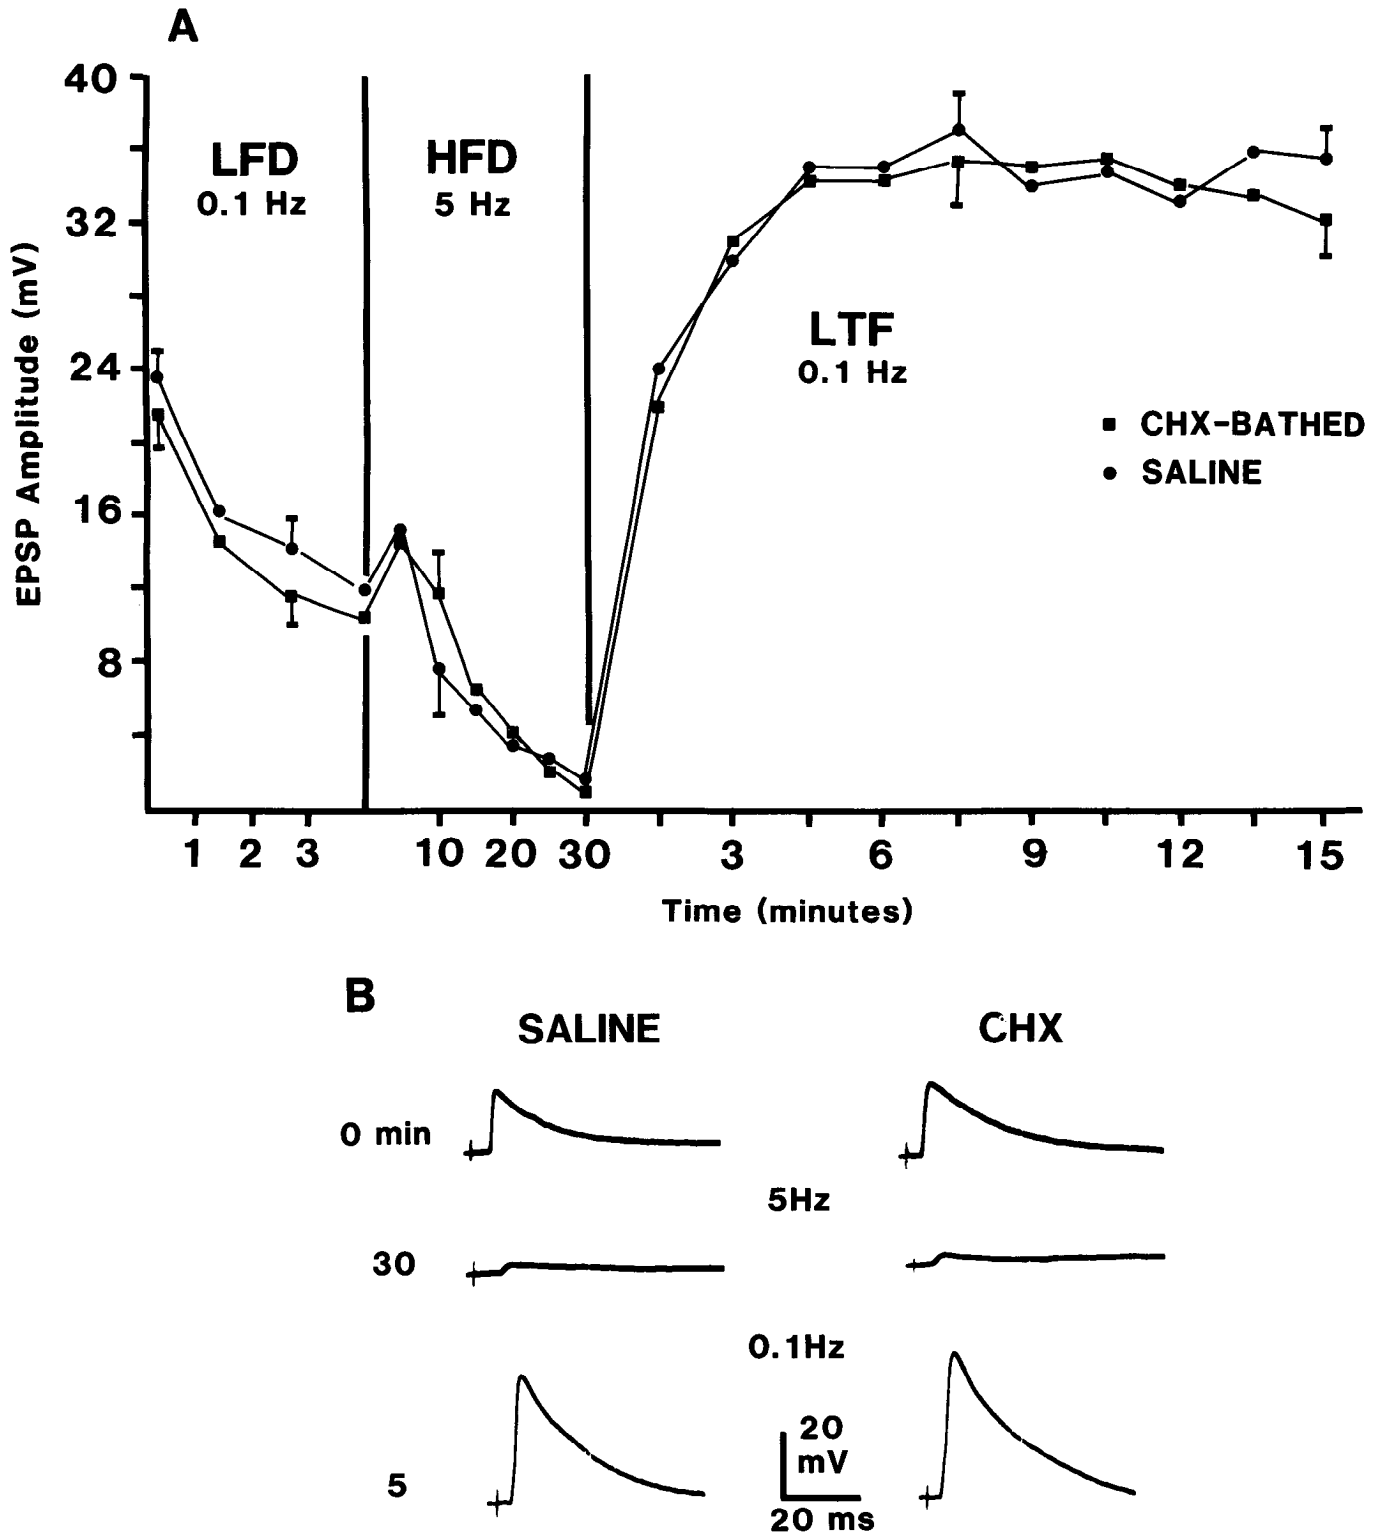 A
40
32
24
16
8
EPSP Amplitude (mV)
LFD
0.1 Hz
HFD
5 Hz
LTF
0.1 Hz
CHX-BATHED
SALINE
1 2 3 10 20 30 3 6 9 12 15
Time (minutes)
B
SALINE CHX
0 min
5Hz
30
0.1Hz
5
20
mV
20 ms